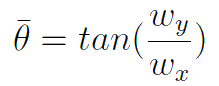 θ̄ = tan(w_y/w_x)